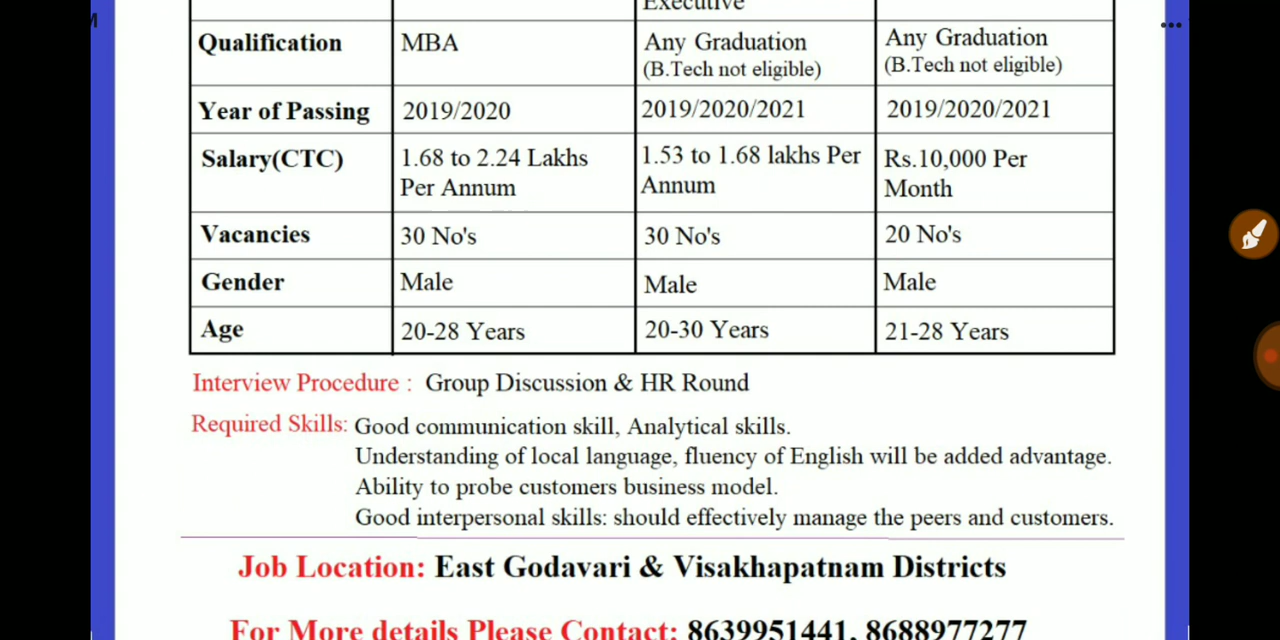 M
Executive
Qualification MBA Any Graduation Any Graduation
(B.Tech not eligible) (B.Tech not eligible)
Year of Passing 2019/2020 2019/2020/2021 2019/2020/2021
Salary(CTC) 1.68 to 2.24 Lakhs 1.53 to 1.68 lakhs Per Rs.10,000 Per
Per Annum Annum Month
Vacancies 30 No's 30 No's 20 No's
Gender Male Male Male
Age 20-28 Years 20-30 Years 21-28 Years
Interview Procedure : Group Discussion & HR Round
Required Skills: Good communication skill, Analytical skills.
Understanding of local language, fluency of English will be added advantage.
Ability to probe customers business model.
Good interpersonal skills: should effectively manage the peers and customers.
Job Location: East Godavari & Visakhapatnam Districts
For More details Please Contact: 8639951441, 8688977277